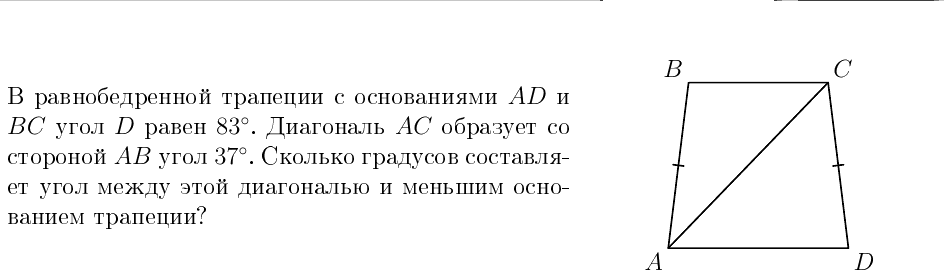 В равнобедренной трапеции с основаниями AD и
BC угол D равен 83°. Диагональ AC образует со
стороной AB угол 37°. Сколько градусов составля-
ет угол между этой диагональю и меньшим осно-
ванием трапеции?
B
C
A
D